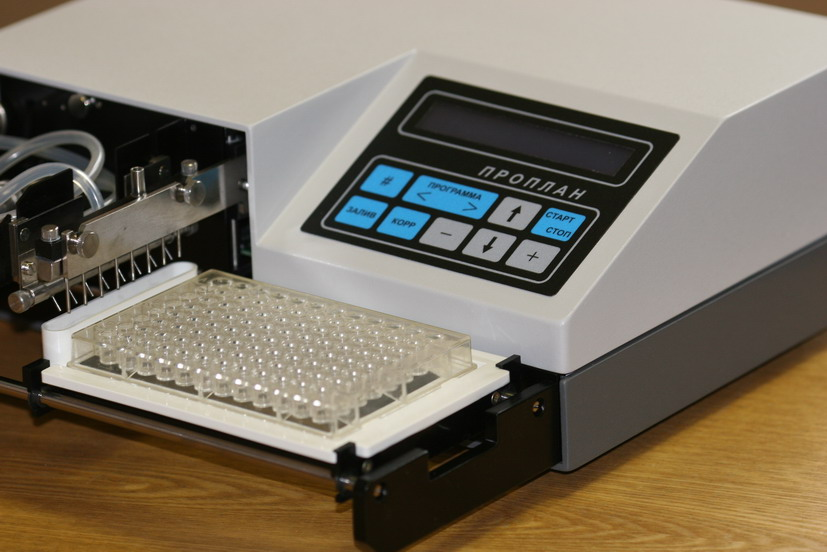 ПРОПЛАН
#
ПРОГРАММА
< >
ЗАЛИВ
КОРР
−
+
↑
↓
СТАРТ
СТОП